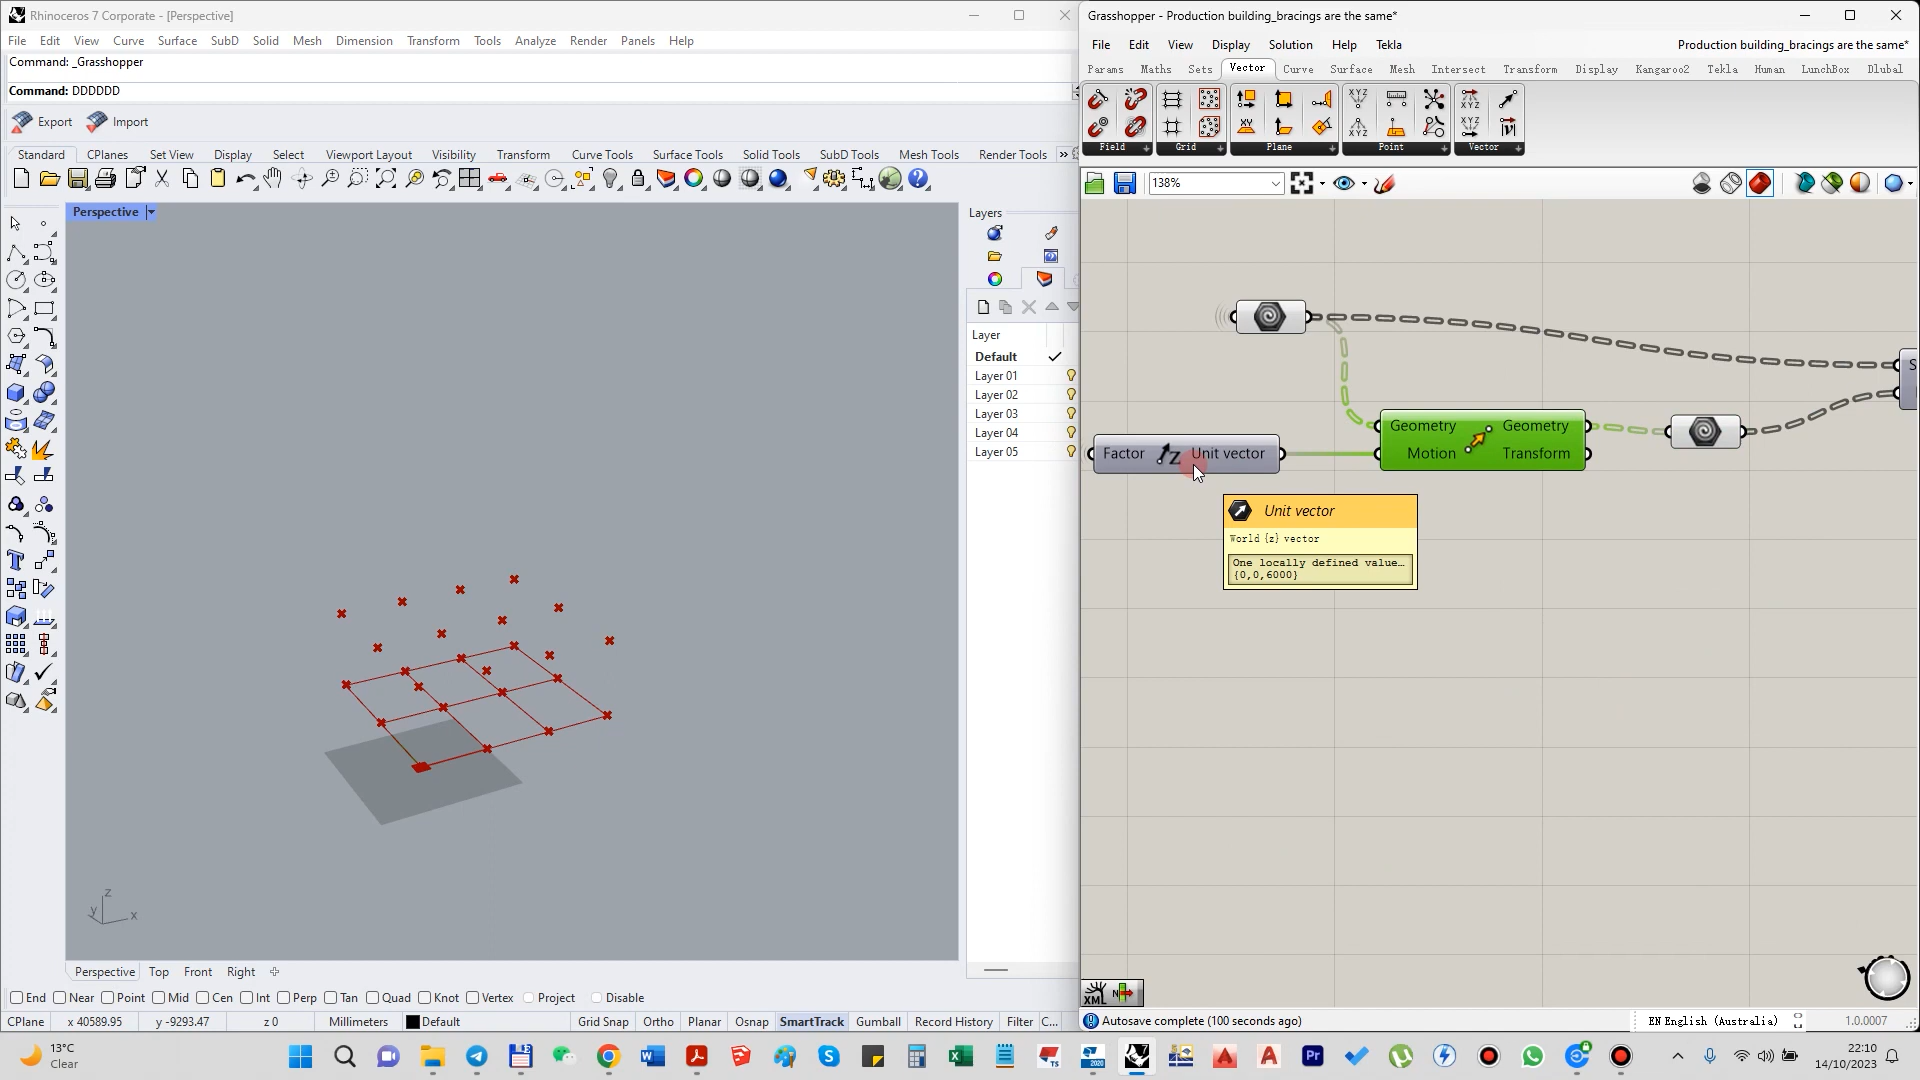 Rhinoceros 7 Corporate - [Perspective]
File Edit View Curve Surface SubD Solid Mesh Dimension Transform Tools Analyze Render Panels Help
Command: _Grasshopper
Command: DDDDDD
Export Import
Standard CPlanes Set View Display Select Viewport Layout Visibility Transform Curve Tools Surface Tools Solid Tools SubD Tools Mesh Tools Render Tools »
Perspective
Layers
Layer
Default
Layer 01
Layer 02
Layer 03
Layer 04
Layer 05
z
y
x
Perspective Top Front Right
End Near Point Mid Cen Int Perp Tan Quad Knot Vertex Project Disable
CPlane x 40589.95 y -9293.47 z 0 Millimeters Default Grid Snap Ortho Planar Osnap SmartTrack Gumball Record History Filter C...
Grasshopper - Production building_bracings are the same*
File Edit View Display Solution Help Tekla Production building_bracings are the same*
Params Maths Sets Vector Curve Surface Mesh Intersect Transform Display Kangaroo2 Tekla Human LunchBox Dlubal
Field Grid Plane Point Vector
138%
S
Geometry Geometry
Motion Transform
Factor Z Unit vector
Unit vector
World {z} vector
One locally defined value…
{0,0,6000}
XML N
Autosave complete (100 seconds ago)
EN English (Australia)
1.0.0007
13°C
Clear
22:10
14/10/2023